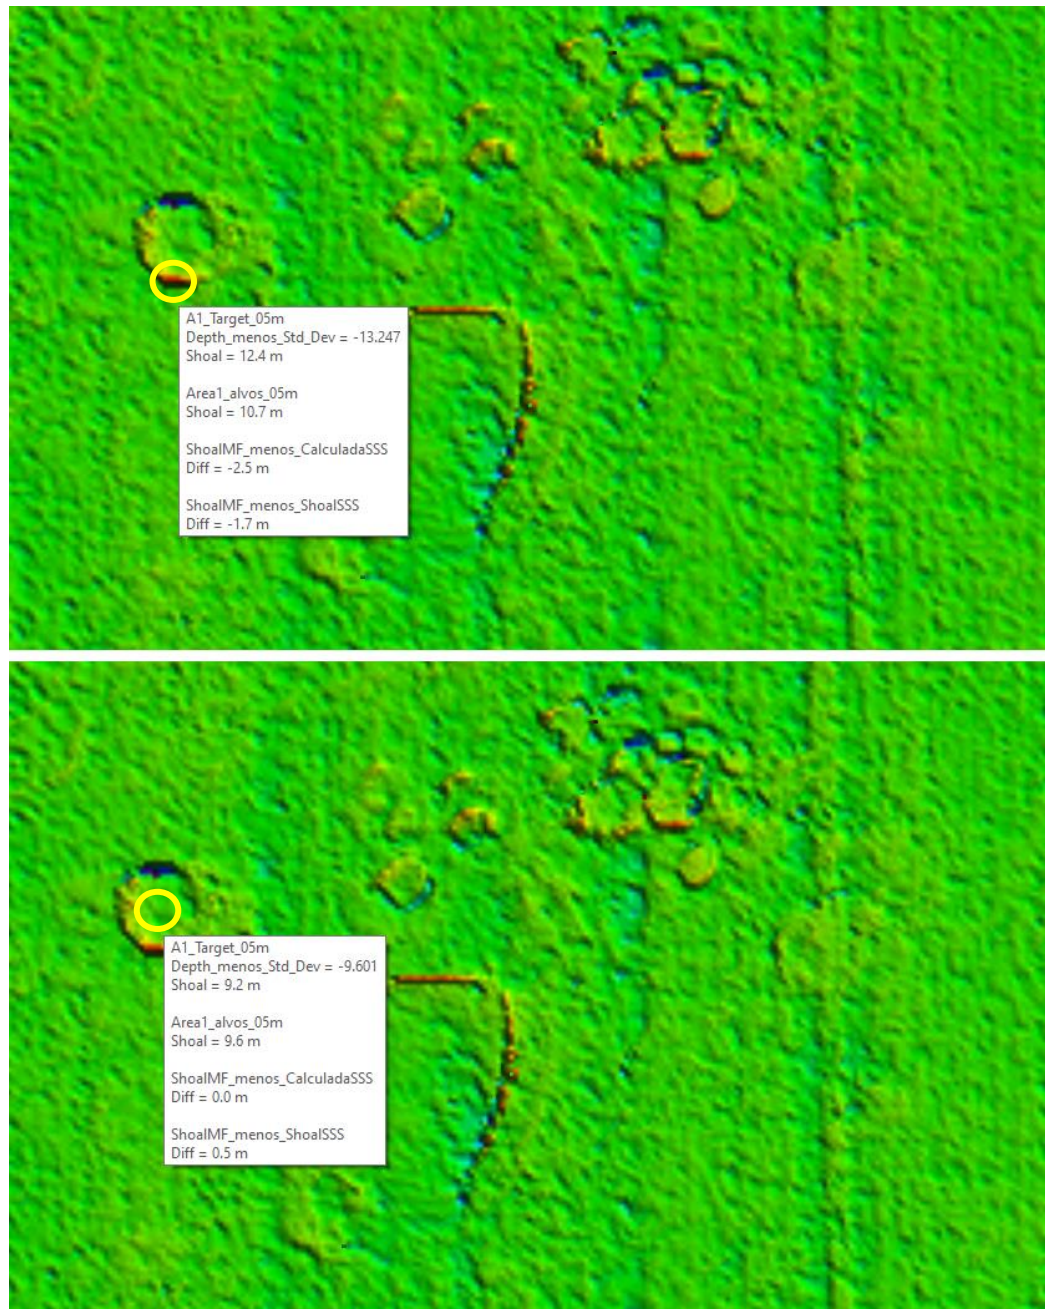 A1_Target_05m
Depth_menos_Std_Dev = -13.247
Shoal = 12.4 m
Area1_alvos_05m
Shoal = 10.7 m
ShoalMF_menos_CalculadaSSS
Diff = -2.5 m
ShoalMF_menos_ShoalSSS
Diff = -1.7 m
A1_Target_05m
Depth_menos_Std_Dev = -9.601
Shoal = 9.2 m
Area1_alvos_05m
Shoal = 9.6 m
ShoalMF_menos_CalculadaSSS
Diff = 0.0 m
ShoalMF_menos_ShoalSSS
Diff = 0.5 m